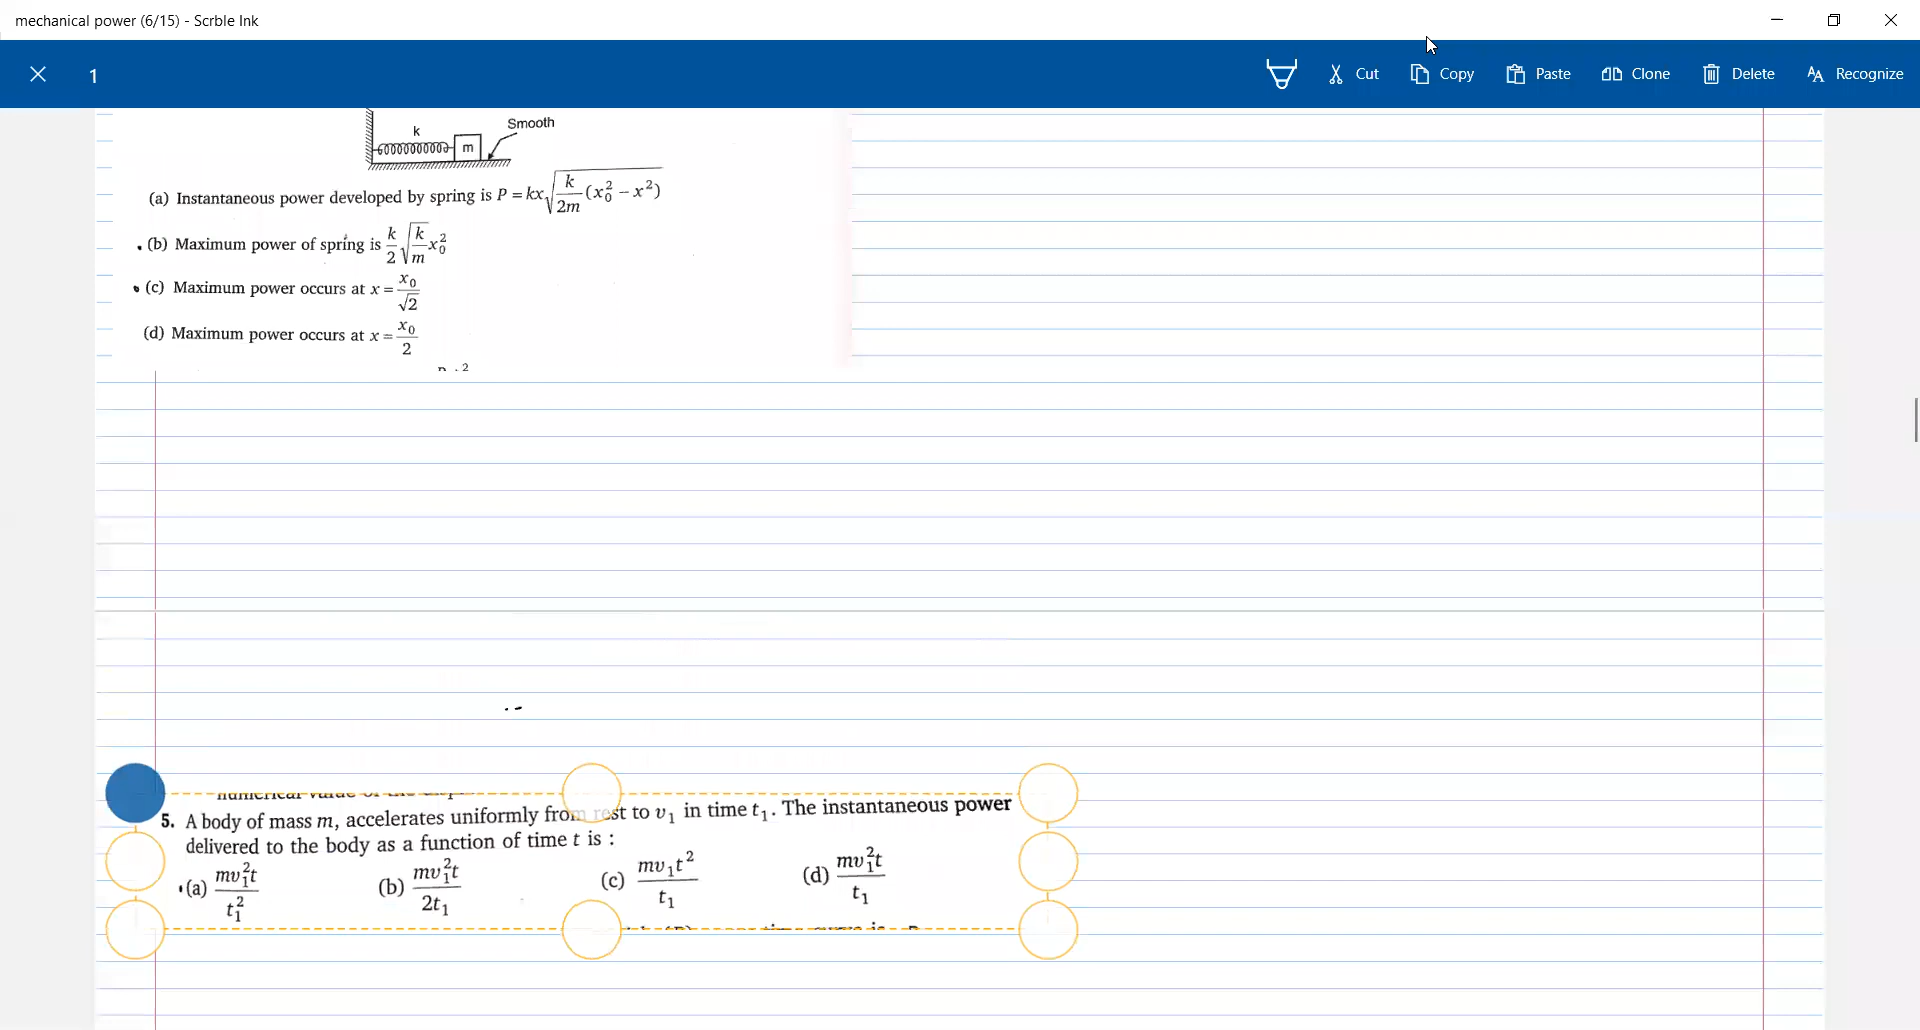 mechanical power (6/15) - Scrble Ink
1 Cut Copy Paste Clone Delete Recognize
k Smooth
m
(a) Instantaneous power developed by spring is P = kx√(k/2m (x₀² − x²))
(b) Maximum power of spring is k/2 √(k/m) x₀²
(c) Maximum power occurs at x = x₀/√2
(d) Maximum power occurs at x = x₀/2
5. A body of mass m, accelerates uniformly from rest to v₁ in time t₁. The instantaneous power
delivered to the body as a function of time t is :
(a) mv₁²t/t₁² (b) mv₁²t/2t₁ (c) mv₁t²/t₁ (d) mv₁²t/t₁